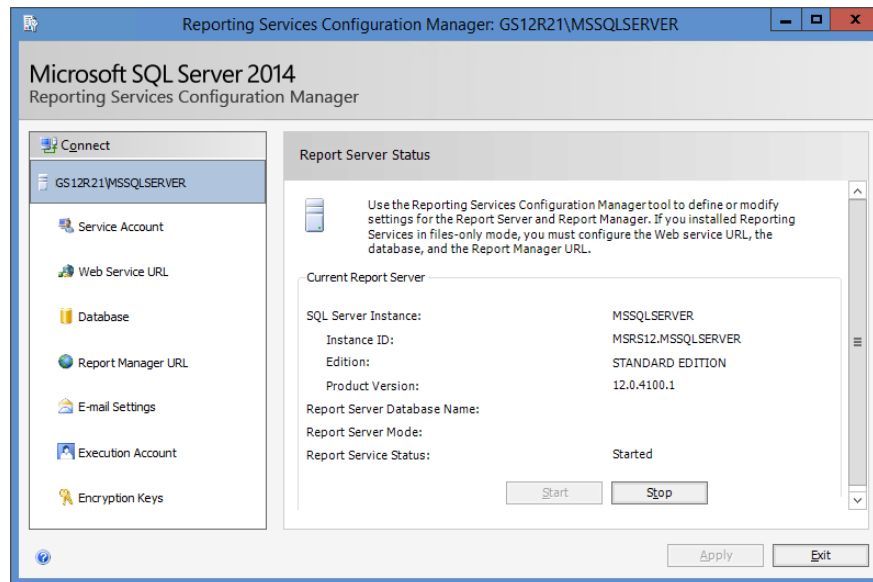 Reporting Services Configuration Manager: GS12R21\MSSQLSERVER
Microsoft SQL Server 2014
Reporting Services Configuration Manager
Connect
GS12R21\MSSQLSERVER
Service Account
Web Service URL
Database
Report Manager URL
E-mail Settings
Execution Account
Encryption Keys
Report Server Status
Use the Reporting Services Configuration Manager tool to define or modify
settings for the Report Server and Report Manager. If you installed Reporting
Services in files-only mode, you must configure the Web service URL, the
database, and the Report Manager URL.
Current Report Server
SQL Server Instance: MSSQLSERVER
Instance ID: MSRS12.MSSQLSERVER
Edition: STANDARD EDITION
Product Version: 12.0.4100.1
Report Server Database Name:
Report Server Mode:
Report Service Status: Started
Start Stop
Apply Exit